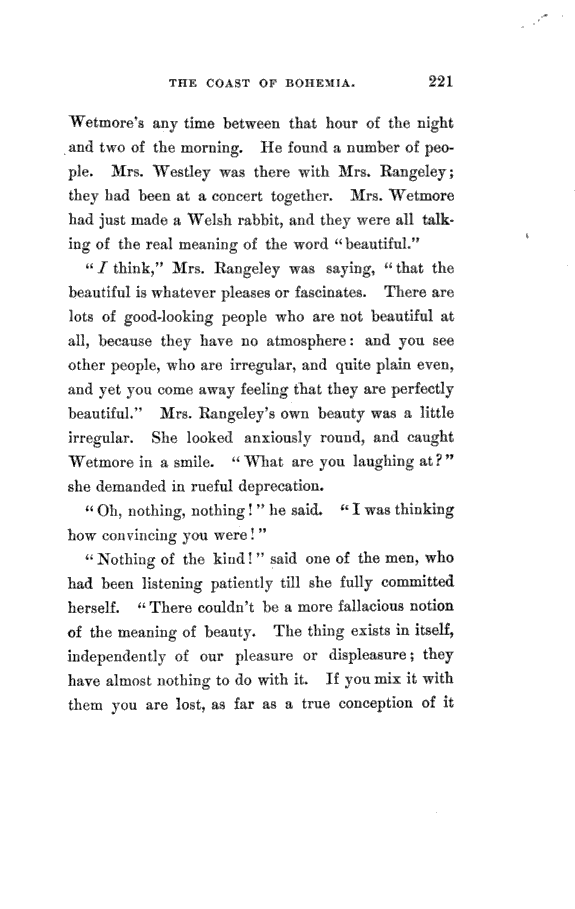 THE COAST OF BOHEMIA. 221
Wetmore's any time between that hour of the night
and two of the morning. He found a number of peo-
ple. Mrs. Westley was there with Mrs. Rangeley;
they had been at a concert together. Mrs. Wetmore
had just made a Welsh rabbit, and they were all talk-
ing of the real meaning of the word "beautiful."
"I think," Mrs. Rangeley was saying, "that the
beautiful is whatever pleases or fascinates. There are
lots of good-looking people who are not beautiful at
all, because they have no atmosphere: and you see
other people, who are irregular, and quite plain even,
and yet you come away feeling that they are perfectly
beautiful." Mrs. Rangeley's own beauty was a little
irregular. She looked anxiously round, and caught
Wetmore in a smile. "What are you laughing at?"
she demanded in rueful deprecation.
"Oh, nothing, nothing!" he said. "I was thinking
how convincing you were!"
"Nothing of the kind!" said one of the men, who
had been listening patiently till she fully committed
herself. "There couldn't be a more fallacious notion
of the meaning of beauty. The thing exists in itself,
independently of our pleasure or displeasure; they
have almost nothing to do with it. If you mix it with
them you are lost, as far as a true conception of it